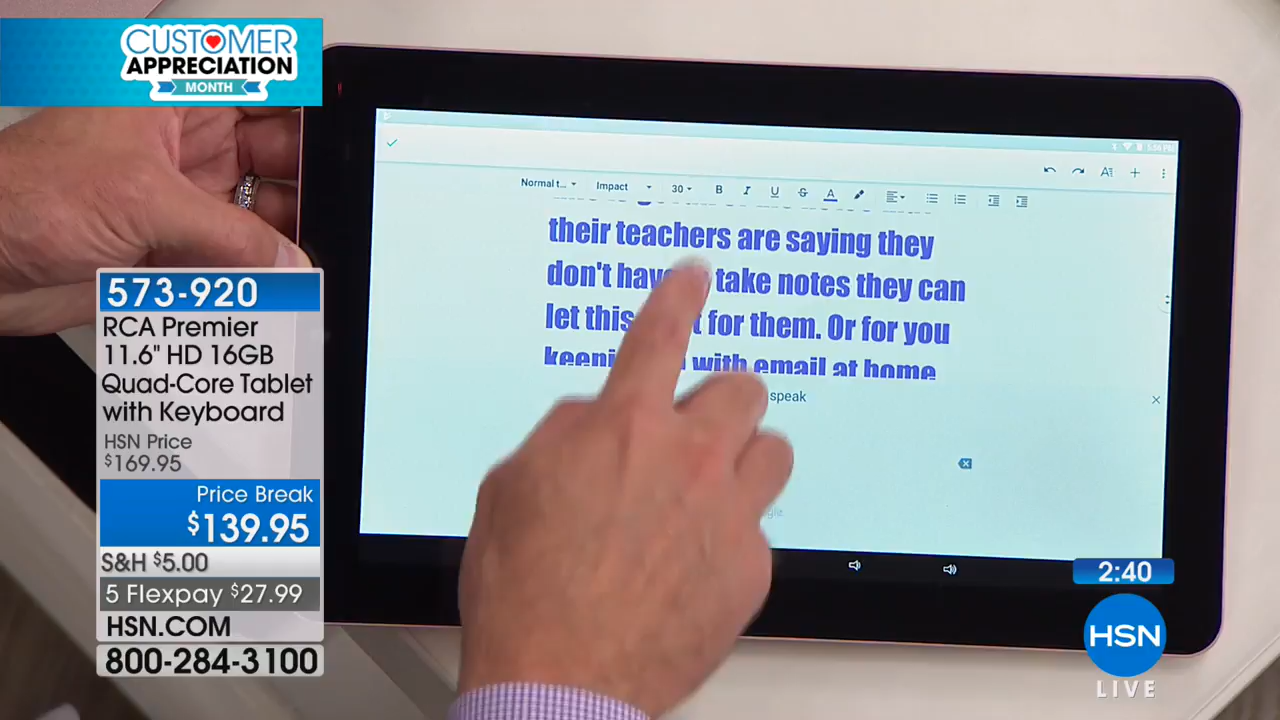 CUSTOMER
APPRECIATION
MONTH
573-920
RCA Premier
11.6" HD 16GB
Quad-Core Tablet
with Keyboard
HSN Price
$169.95
Price Break
$139.95
S&H $5.00
5 Flexpay $27.99
HSN.COM
800-284-3100
Normal t...
Impact
30
B I U S A
their teachers are saying they
don't take notes they can
let this for them. Or for you
with email at home
speak
2:40
HSN
LIVE